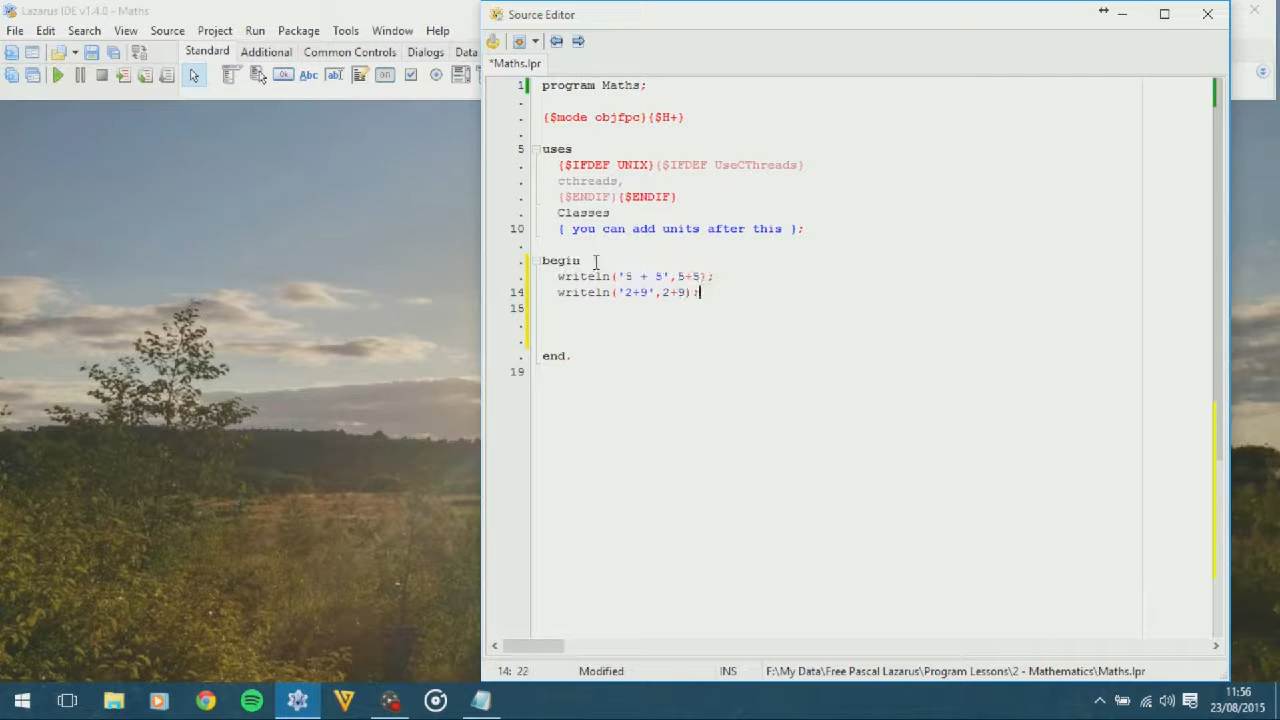 Lazarus IDE v1.4.0 - Maths
File Edit Search View Source Project Run Package Tools Window Help
Standard Additional Common Controls Dialogs Data
Ok Abc ab on
Source Editor
*Maths.lpr
1 program Maths;
{$mode objfpc}{$H+}
5 uses
{$IFDEF UNIX}{$IFDEF UseCThreads}
cthreads,
{$ENDIF}{$ENDIF}
Classes
10 { you can add units after this };
begin
writeln('5 + 5',5+5);
14 writeln('2+9',2+9);
15
end.
19
14: 22 Modified INS F:\My Data\Free Pascal Lazarus\Program Lessons\2 - Mathematics\Maths.lpr
11:56
23/08/2015